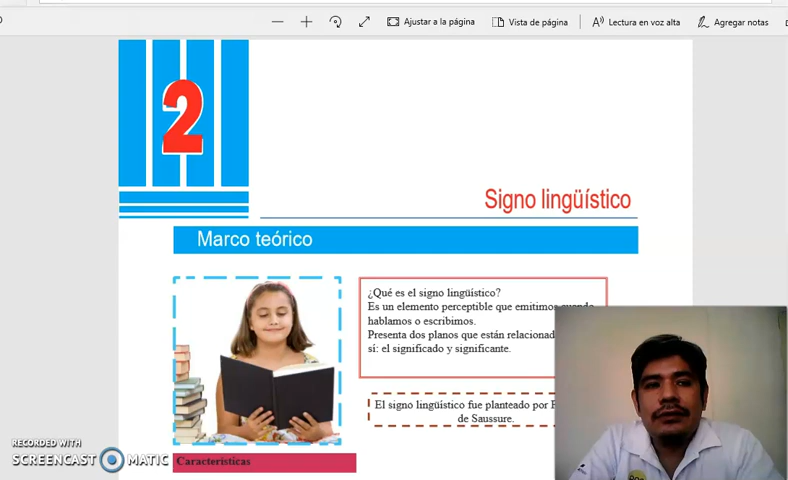 Ajustar a la página
Vista de página
Lectura en voz alta
Agregar notas
2
Signo lingüístico
Marco teórico
¿Qué es el signo lingüístico?
Es un elemento perceptible que emitimos cuando
hablamos o escribimos.
Presenta dos planos que están
sí: el significado y significante.
El signo lingüístico fue planteado por
de Saussure.
Características
RECORDED WITH
SCREENCAST MATIC